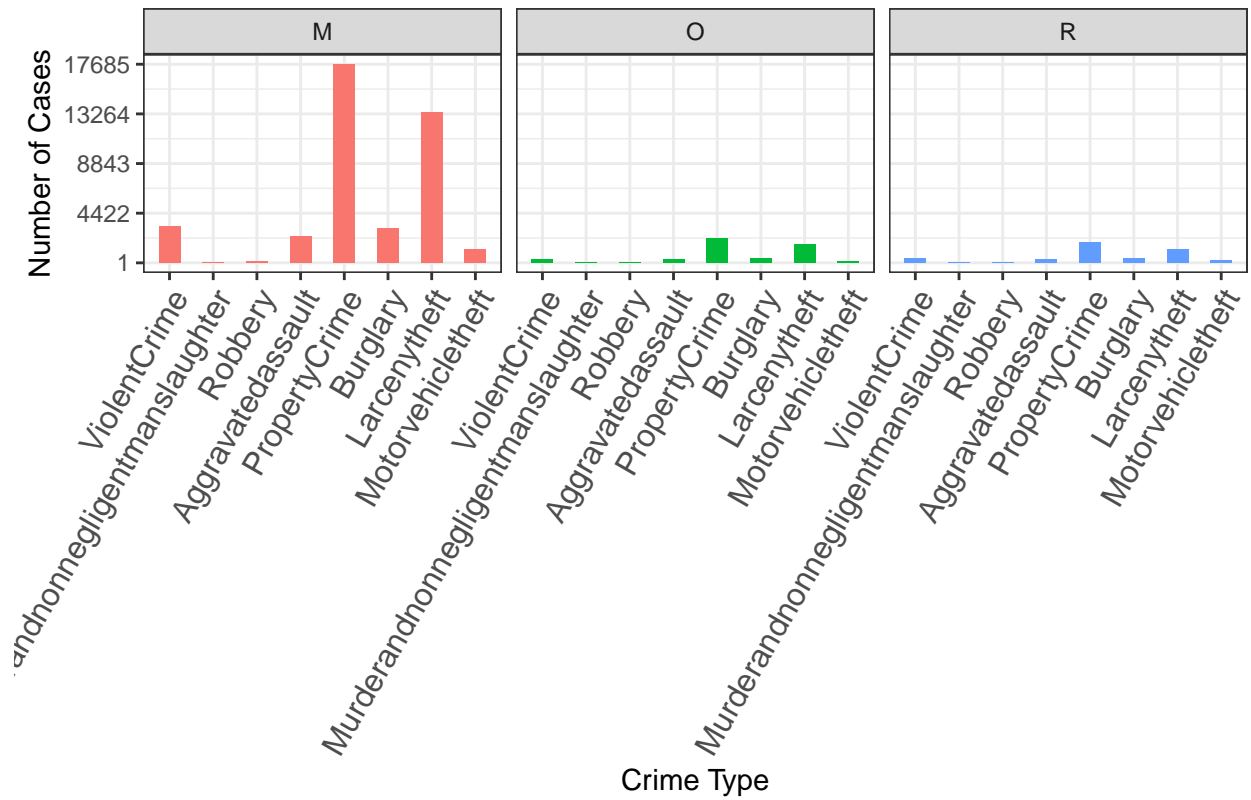 M
O
R
Number of Cases
17685
13264
8843
4422
1
ViolentCrime
andnonnegligentmanslaughter
Robbery
Aggravatedassault
PropertyCrime
Burglary
Larcenytheft
Motorvehicletheft
ViolentCrime
Murderandnonnegligentmanslaughter
Robbery
Aggravatedassault
PropertyCrime
Burglary
Larcenytheft
Motorvehicletheft
ViolentCrime
Murderandnonnegligentmanslaughter
Robbery
Aggravatedassault
PropertyCrime
Burglary
Larcenytheft
Motorvehicletheft
Crime Type